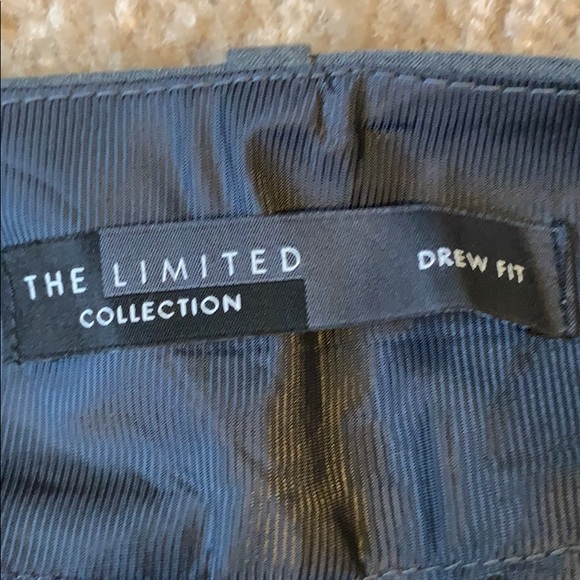 THE LIMITED
COLLECTION
DREW FIT